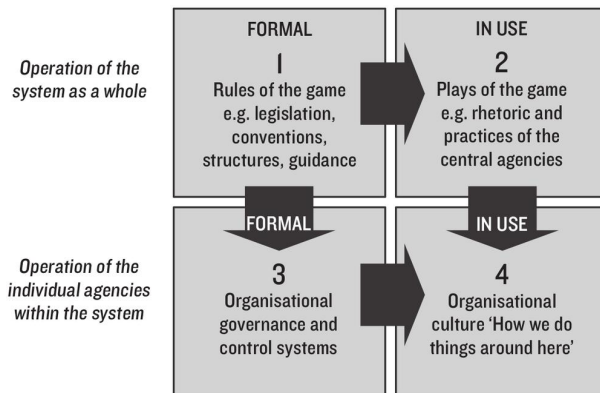 FORMAL
IN USE
Operation of the
system as a whole
1
Rules of the game
e.g. legislation,
conventions,
structures, guidance
2
Plays of the game
e.g. rhetoric and
practices of the
central agencies
FORMAL
IN USE
Operation of the
individual agencies
within the system
3
Organisational
governance and
control systems
4
Organisational
culture ‘How we do
things around here’